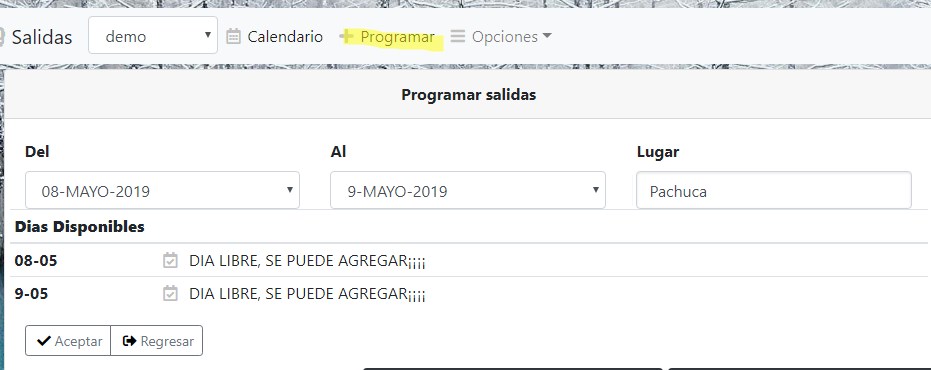 Salidas demo Calendario Programar Opciones
Programar salidas
Del Al Lugar
08-MAYO-2019 9-MAYO-2019 Pachuca
Dias Disponibles
08-05 DIA LIBRE, SE PUEDE AGREGAR¡¡¡¡
9-05 DIA LIBRE, SE PUEDE AGREGAR¡¡¡¡
Aceptar Regresar